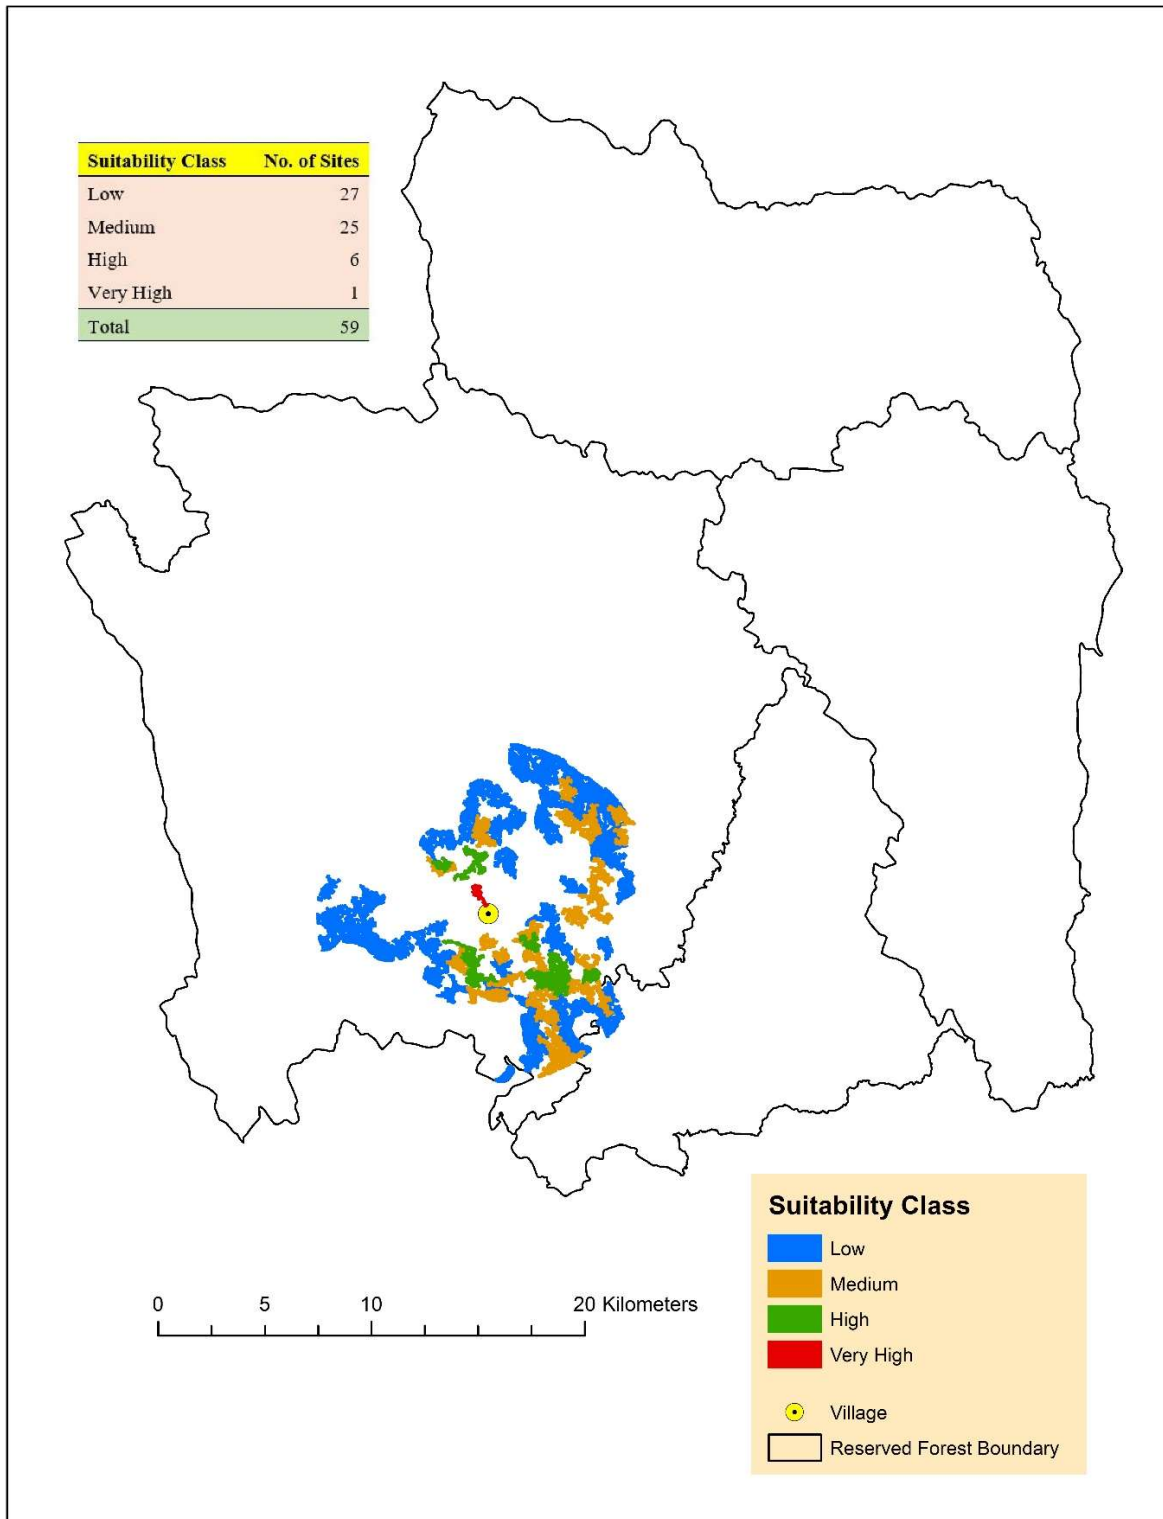 Suitability Class No. of Sites
Low 27
Medium 25
High 6
Very High 1
Total 59
Suitability Class
Low
Medium
High
Very High
Village
Reserved Forest Boundary
0 5 10 20 Kilometers